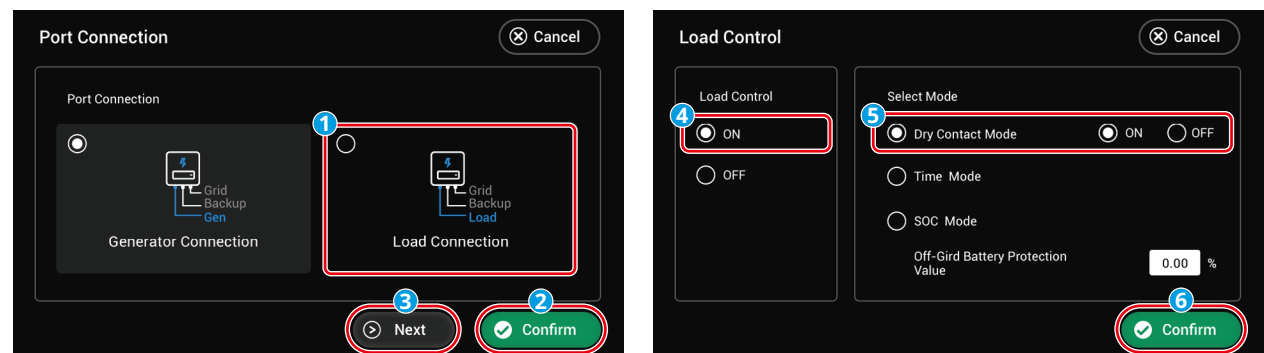 Port Connection
Cancel
Port Connection
1
Grid
Backup
Gen
Generator Connection
Grid
Backup
Load
Load Connection
3
Next
2
Confirm
Load Control
Cancel
Load Control
4
ON
OFF
Select Mode
5
Dry Contact Mode ON OFF
Time Mode
SOC Mode
Off-Gird Battery Protection
Value
0.00 %
6
Confirm